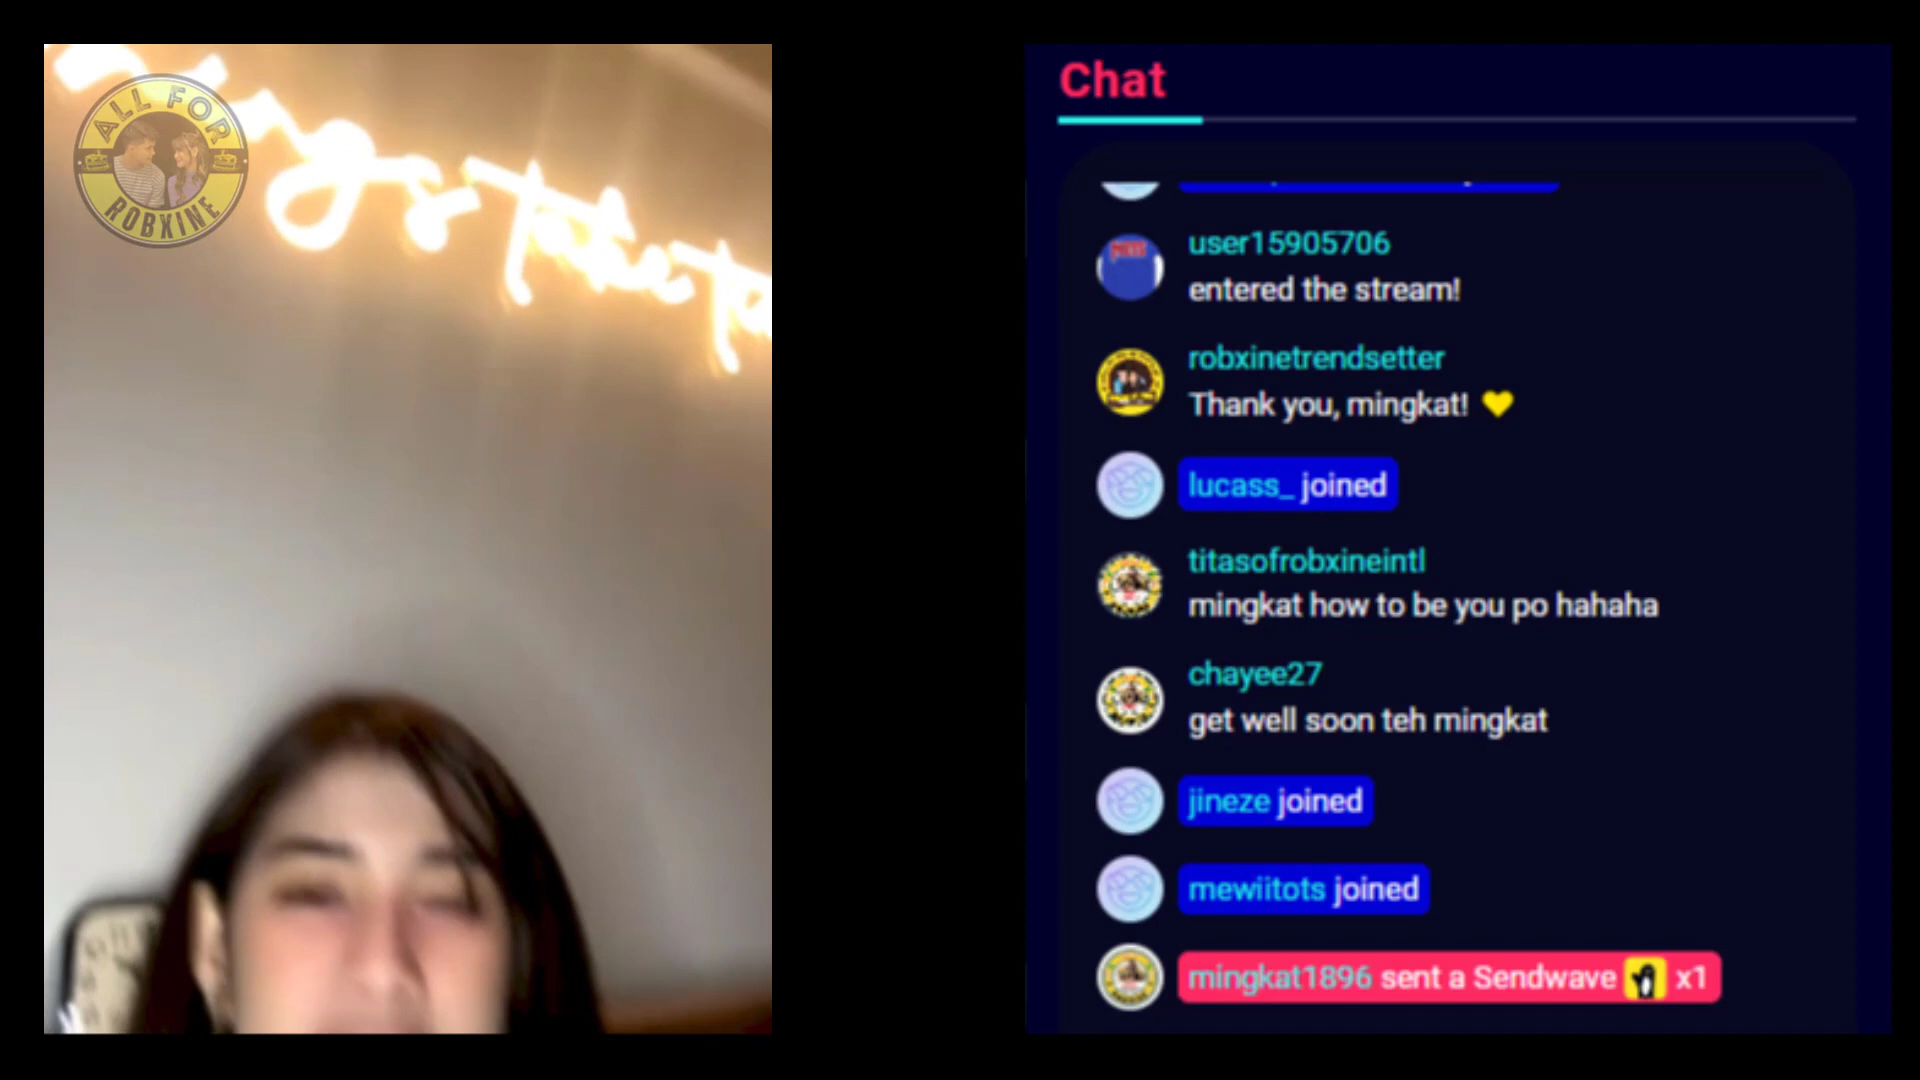 ALL FOR
ROBXINE
Chat
user15905706
entered the stream!
robxinetrendsetter
Thank you, mingkat! 💛
lucass_ joined
titasofrobxineintl
mingkat how to be you po hahaha
chayee27
get well soon teh mingkat
jineze joined
mewiitots joined
mingkat1896 sent a Sendwave x1